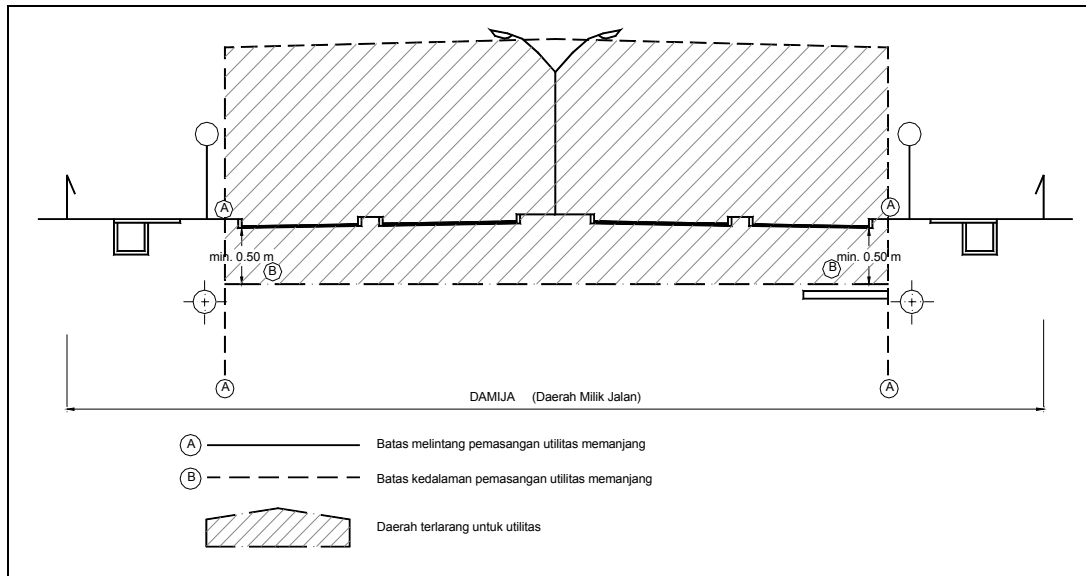 A
A
min. 0.50 m
B
B
min. 0.50 m
A
A
DAMIJA (Daerah Milik Jalan)
A Batas melintang pemasangan utilitas memanjang
B Batas kedalaman pemasangan utilitas memanjang
Daerah terlarang untuk utilitas